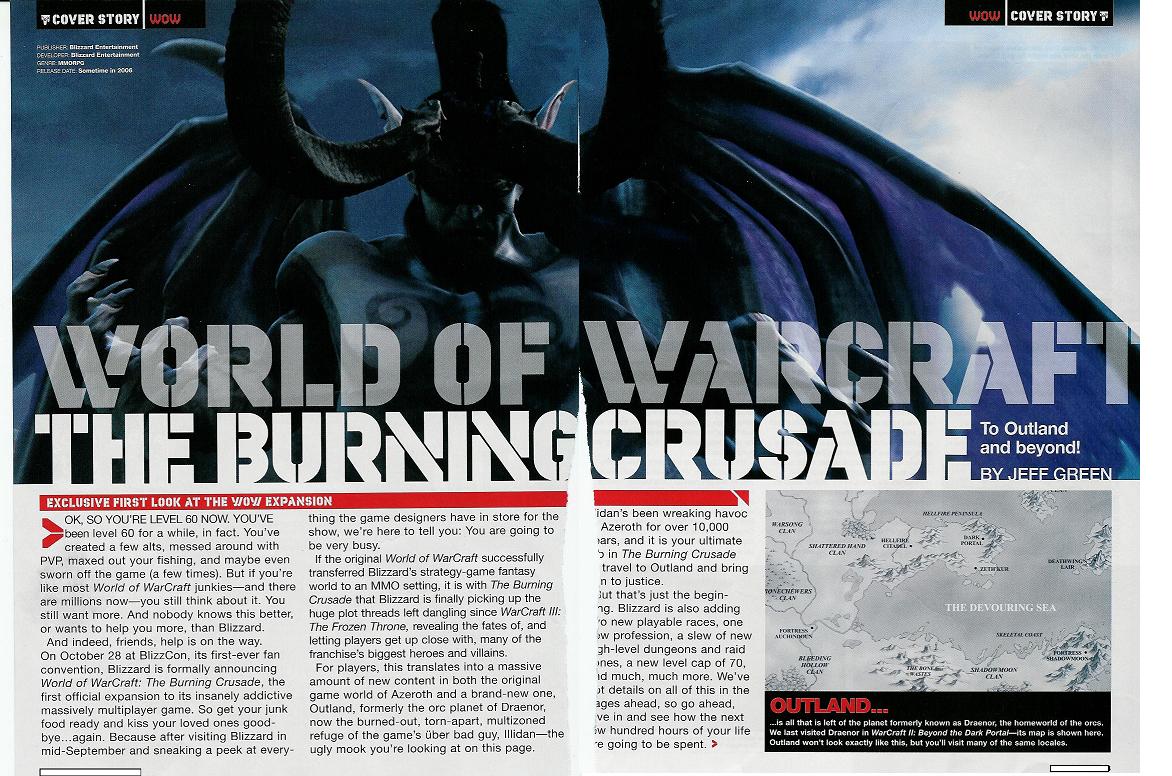 COVER STORY WOW
WOW COVER STORY
PUBLISHER: Blizzard Entertainment
DEVELOPER: Blizzard Entertainment
GENRE: MMORPG
RELEASE DATE: Sometime in 2006
WORLD OF WARCRAFT
THE BURNING CRUSADE
To Outland
and beyond!
BY JEFF GREEN
EXCLUSIVE FIRST LOOK AT THE WOW EXPANSION
OK, SO YOU'RE LEVEL 60 NOW. YOU'VE
been level 60 for a while, in fact. You've
created a few alts, messed around with
PVP, maxed out your fishing, and maybe even
sworn off the game (a few times). But if you're
like most World of WarCraft junkies—and there
are millions now—you still think about it. You
still want more. And nobody knows this better,
or wants to help you more, than Blizzard.
And indeed, friends, help is on the way.
On October 28 at BlizzCon, its first-ever fan
convention, Blizzard is formally announcing
World of Warcraft: The Burning Crusade, the
first official expansion to its insanely addictive
massively multiplayer game. So get your junk
food ready and kiss your loved ones good-
bye...again. Because after visiting Blizzard in
mid-September and sneaking a peek at every-
thing the game designers have in store for the
show, we're here to tell you: You are going to
be very busy.
If the original World of WarCraft successfully
transferred Blizzard's strategy-game fantasy
world to an MMO setting, it is with The Burning
Crusade that Blizzard is finally picking up the
huge plot threads left dangling since WarCraft III:
The Frozen Throne, revealing the fates of, and
letting players get up close with, many of the
franchise's biggest heroes and villains.
For players, this translates into a massive
amount of new content in both the original
game world of Azeroth and a brand-new one,
Outland, formerly the orc planet of Draenor,
now the burned-out, torn-apart, multizoned
refuge of the game's über bad guy, Illidan—the
ugly mook you're looking at on this page.
lidan's been wreaking havoc
Azeroth for over 10,000
ears, and it is your ultimate
b in The Burning Crusade
travel to Outland and bring
n to justice.
ut that's just the begin-
ng. Blizzard is also adding
o new playable races, one
w profession, a slew of new
gh-level dungeons and raid
ones, a new level cap of 70,
d much, much more. We've
t details on all of this in the
ages ahead, so go ahead,
ve in and see how the next
w hundred hours of your life
re going to be spent.
CLAN
HELLFIRE PENINSULA
WARSONG
CLAN
SHATTERED HAND
CLAN
HELLFIRE
CITADEL
DARK
PORTAL
ZETH'KUR
DEATHWING
LAIR
BONECHEWERS
CLAN
THE DEVOURING SEA
FORTRESS
AUCHINDOUN
SKELETAL COAST
BLEEDING
HOLLOW
CLAN
THE BONE
WASTES
SHADOWMOON
CLAN
FORTRESS
SHADOWMOON
OUTLAND...
...is all that is left of the planet formerly known as Draenor, the homeworld of the orcs.
We last visited Draenor in WarCraft II: Beyond the Dark Portal—its map is shown here.
Outland won't look exactly like this, but you'll visit many of the same locales.